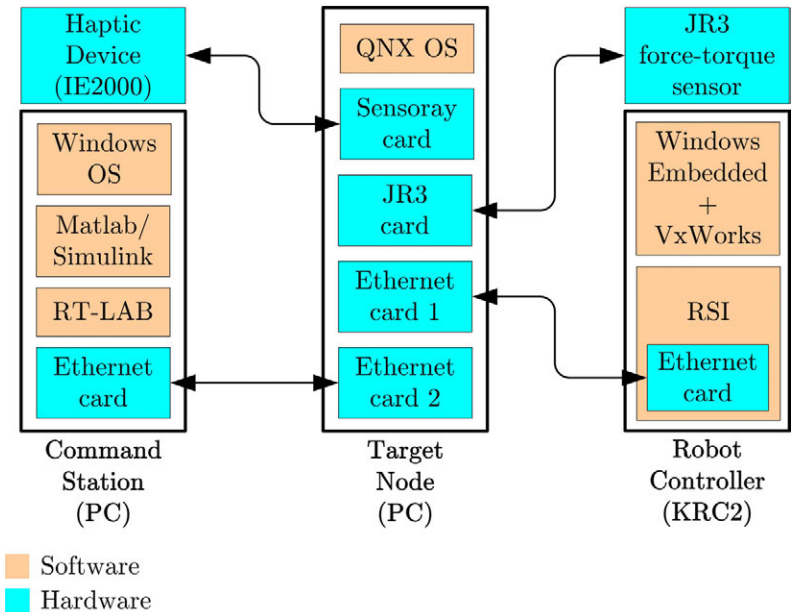 Haptic
Device
(IE2000)
Windows
OS
Matlab/
Simulink
RT-LAB
Ethernet
card
Command
Station
(PC)
QNX OS
Sensoray
card
JR3
card
Ethernet
card 1
Ethernet
card 2
Target
Node
(PC)
JR3
force-torque
sensor
Windows
Embedded
+
VxWorks
RSI
Ethernet
card
Robot
Controller
(KRC2)
Software
Hardware